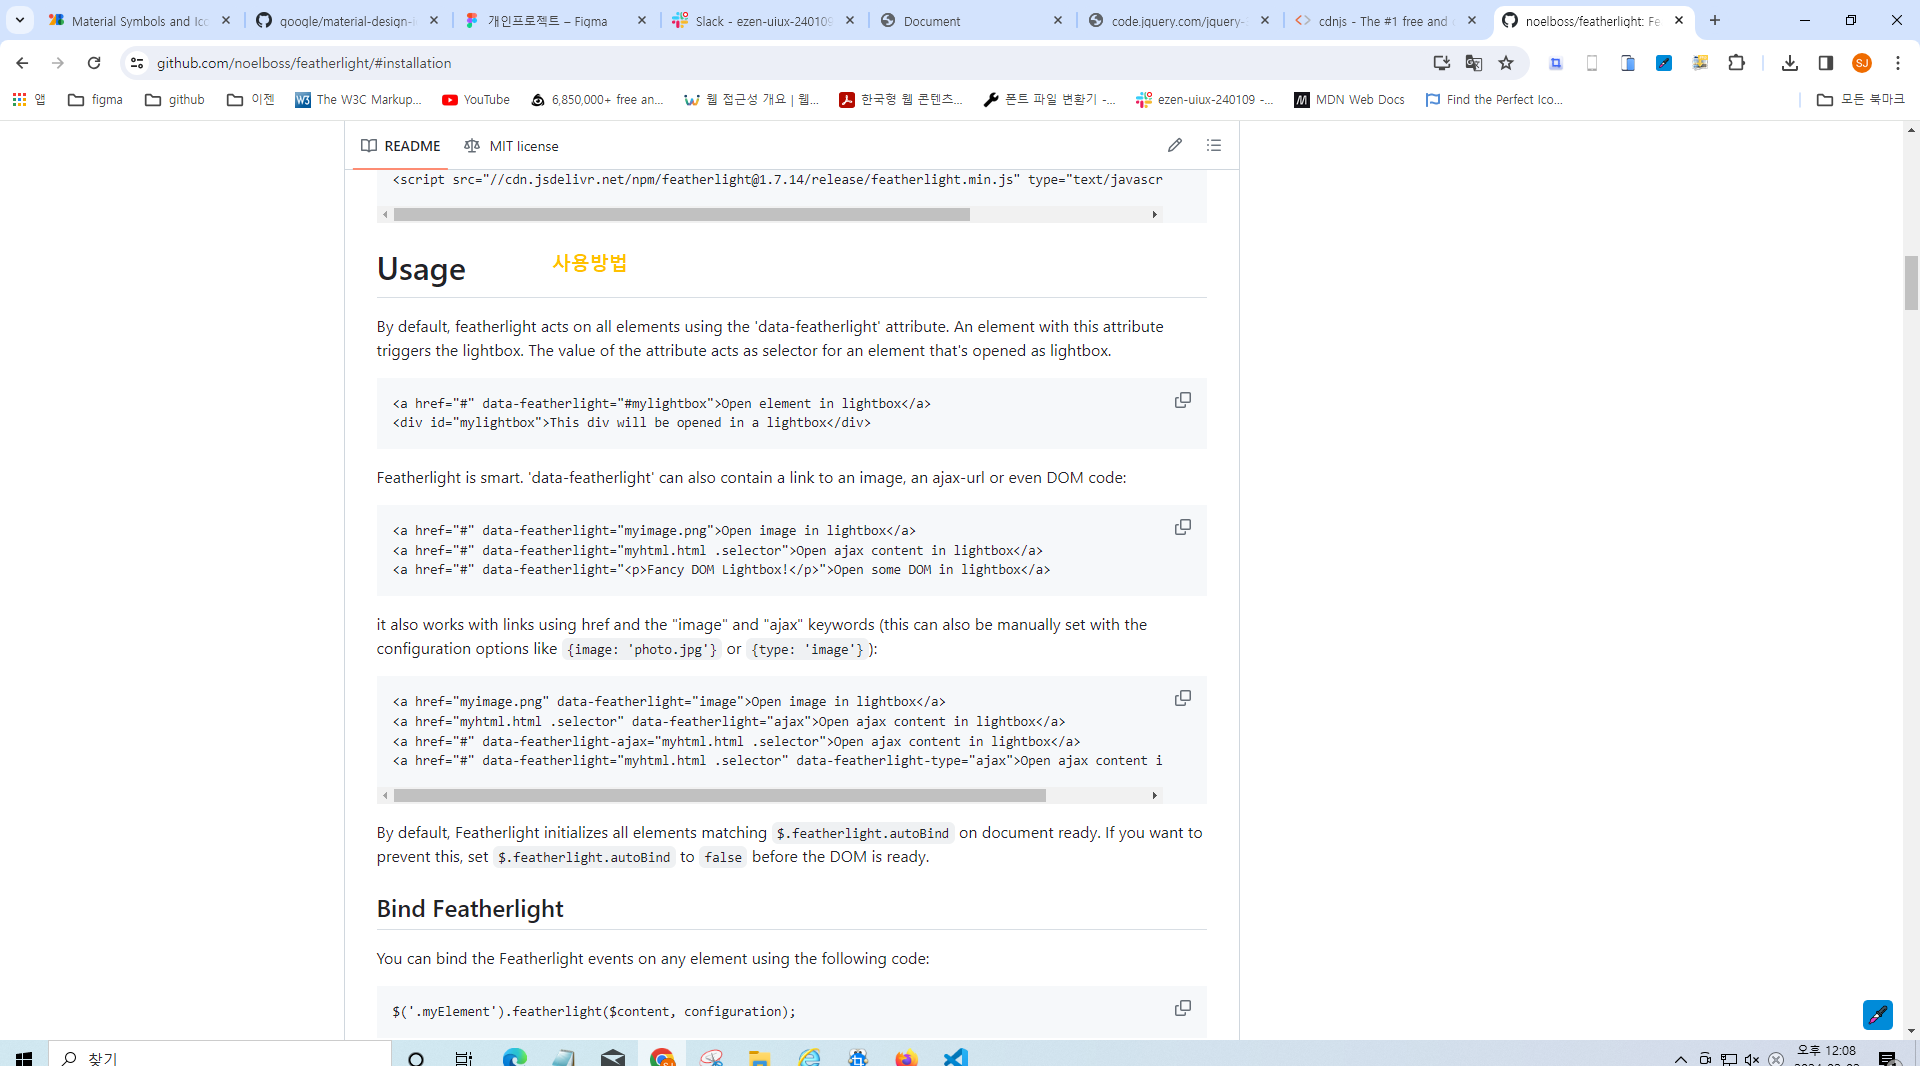 Material Symbols and Ico
google/material-design-i
개인프로젝트 – Figma
Slack - ezen-uiux-240109
Document
code.jquery.com/jquery-
cdnjs - The #1 free and
noelboss/featherlight: Fe
github.com/noelboss/featherlight/#installation
SJ
앱
figma
github
이젠
The W3C Markup...
YouTube
6,850,000+ free an...
웹 접근성 개요 | 웹...
한국형 웹 콘텐츠...
폰트 파일 변환기 -...
ezen-uiux-240109 -...
MDN Web Docs
Find the Perfect Ico...
모든 북마크
README
MIT license
<script src="//cdn.jsdelivr.net/npm/featherlight@1.7.14/release/featherlight.min.js" type="text/javascr
Usage
사용방법
By default, featherlight acts on all elements using the 'data-featherlight' attribute. An element with this attribute
triggers the lightbox. The value of the attribute acts as selector for an element that's opened as lightbox.
<a href="#" data-featherlight="#mylightbox">Open element in lightbox</a>
<div id="mylightbox">This div will be opened in a lightbox</div>
Featherlight is smart. 'data-featherlight' can also contain a link to an image, an ajax-url or even DOM code:
<a href="#" data-featherlight="myimage.png">Open image in lightbox</a>
<a href="#" data-featherlight="myhtml.html .selector">Open ajax content in lightbox</a>
<a href="#" data-featherlight="<p>Fancy DOM Lightbox!</p>">Open some DOM in lightbox</a>
it also works with links using href and the "image" and "ajax" keywords (this can also be manually set with the
configuration options like {image: 'photo.jpg'} or {type: 'image'} ):
<a href="myimage.png" data-featherlight="image">Open image in lightbox</a>
<a href="myhtml.html .selector" data-featherlight="ajax">Open ajax content in lightbox</a>
<a href="#" data-featherlight-ajax="myhtml.html .selector">Open ajax content in lightbox</a>
<a href="#" data-featherlight="myhtml.html .selector" data-featherlight-type="ajax">Open ajax content i
By default, Featherlight initializes all elements matching $.featherlight.autoBind on document ready. If you want to
prevent this, set $.featherlight.autoBind to false before the DOM is ready.
Bind Featherlight
You can bind the Featherlight events on any element using the following code:
$('.myElement').featherlight($content, configuration);
찾기
오후 12:08